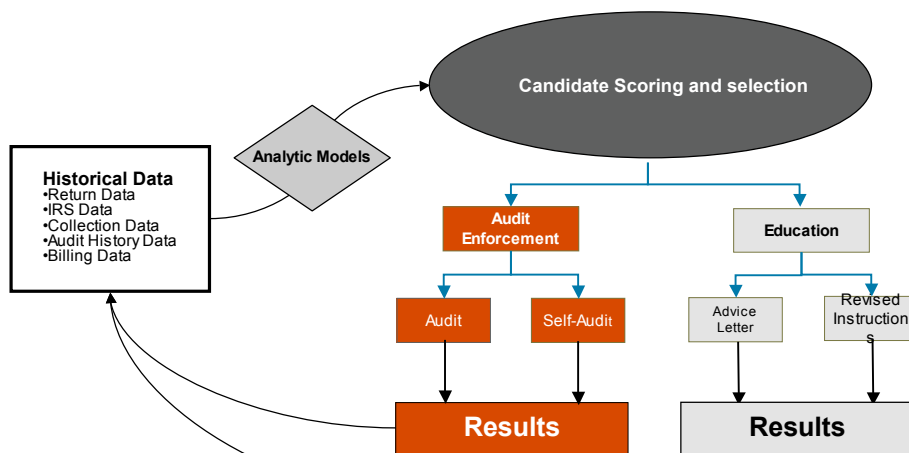 Candidate Scoring and selection
Analytic Models
Historical Data
•Return Data
•IRS Data
•Collection Data
•Audit History Data
•Billing Data
Audit
Enforcement
Education
Audit
Self-Audit
Advice
Letter
Revised
Instruction
s
Results
Results